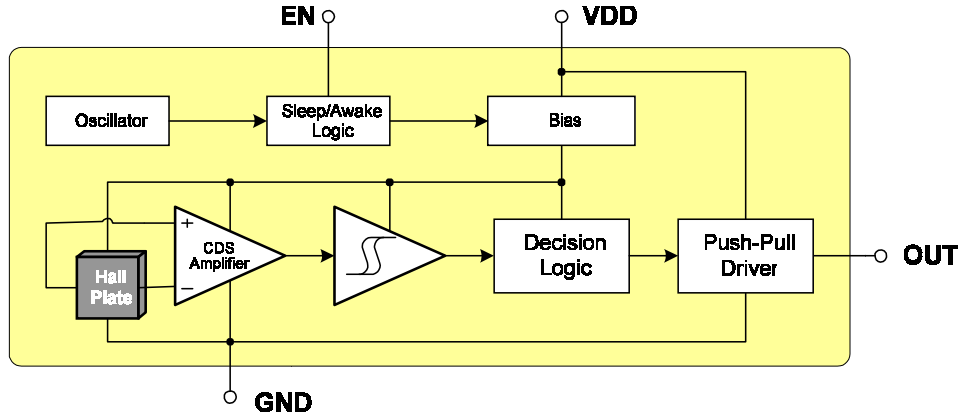 EN
VDD
Oscillator
Sleep/Awake
Logic
Bias
+
CDS
Amplifier
−
Hall
Plate
Decision
Logic
Push-Pull
Driver
OUT
GND